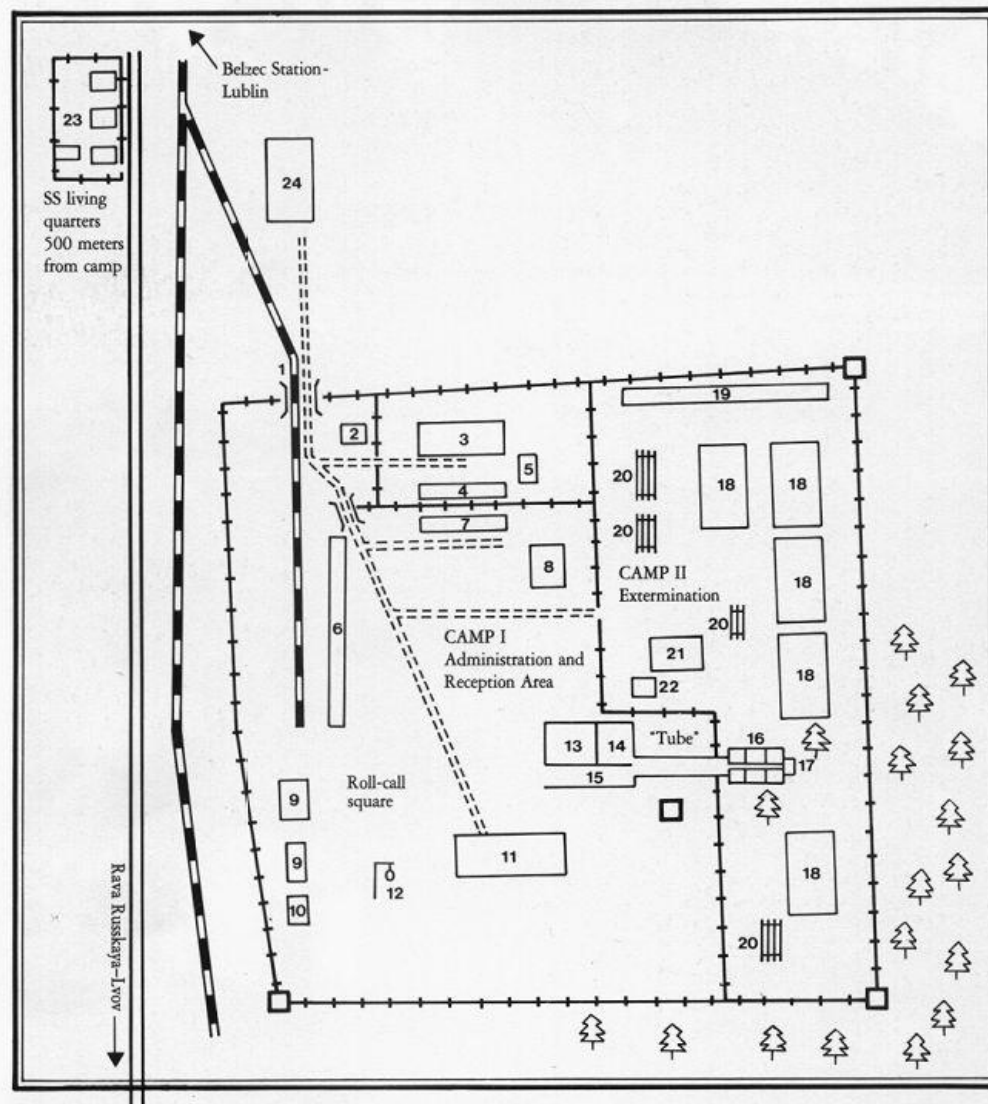 Belzec Station-
Lublin
23
SS living
quarters
500 meters
from camp
24
1
19
2
3
5
20
18
18
4
7
20
8
CAMP II
Extermination
18
6
20
CAMP I
Administration and
Reception Area
21
22
18
13
14
"Tube"
16
17
15
Roll-call
square
9
11
9
12
10
18
20
Rava Russkaya–Lvov